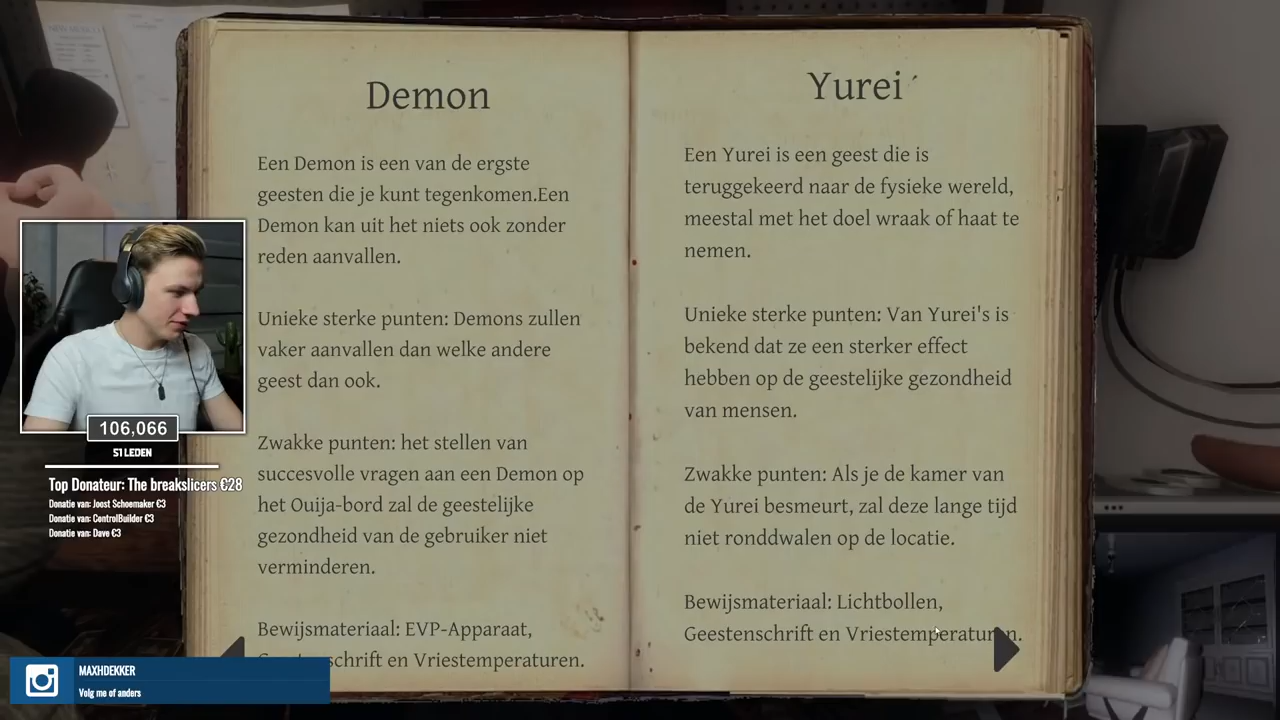 Demon
Een Demon is een van de ergste
geesten die je kunt tegenkomen.Een
Demon kan uit het niets ook zonder
reden aanvallen.
Unieke sterke punten: Demons zullen
vaker aanvallen dan welke andere
geest dan ook.
Zwakke punten: het stellen van
succesvolle vragen aan een Demon op
het Ouija-bord zal de geestelijke
gezondheid van de gebruiker niet
verminderen.
Bewijsmateriaal: EVP-Apparaat,
schrift en Vriestemperaturen.
Yurei
Een Yurei is een geest die is
teruggekeerd naar de fysieke wereld,
meestal met het doel wraak of haat te
nemen.
Unieke sterke punten: Van Yurei's is
bekend dat ze een sterker effect
hebben op de geestelijke gezondheid
van mensen.
Zwakke punten: Als je de kamer van
de Yurei besmeurt, zal deze lange tijd
niet ronddwalen op de locatie.
Bewijsmateriaal: Lichtbollen,
Geestenschrift en Vriestemperaturen.
106,066
51 LEDEN
Top Donateur: The breakslicers €28
Donatie van: Joost Schoemaker €3
Donatie van: ControlBuilder €3
Donatie van: Dave €3
MAXHDEKKER
Volg me of anders